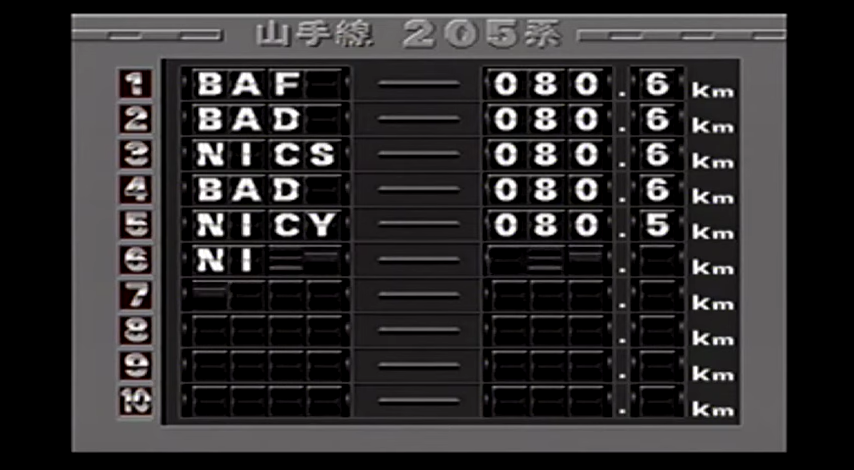 山手線 205系
1 BAF 080.6 km
2 BAD 080.6 km
3 NICS 080.6 km
4 BAD 080.6 km
5 NICY 080.5 km
6 NI . km
7 . km
8 . km
9 . km
10 . km